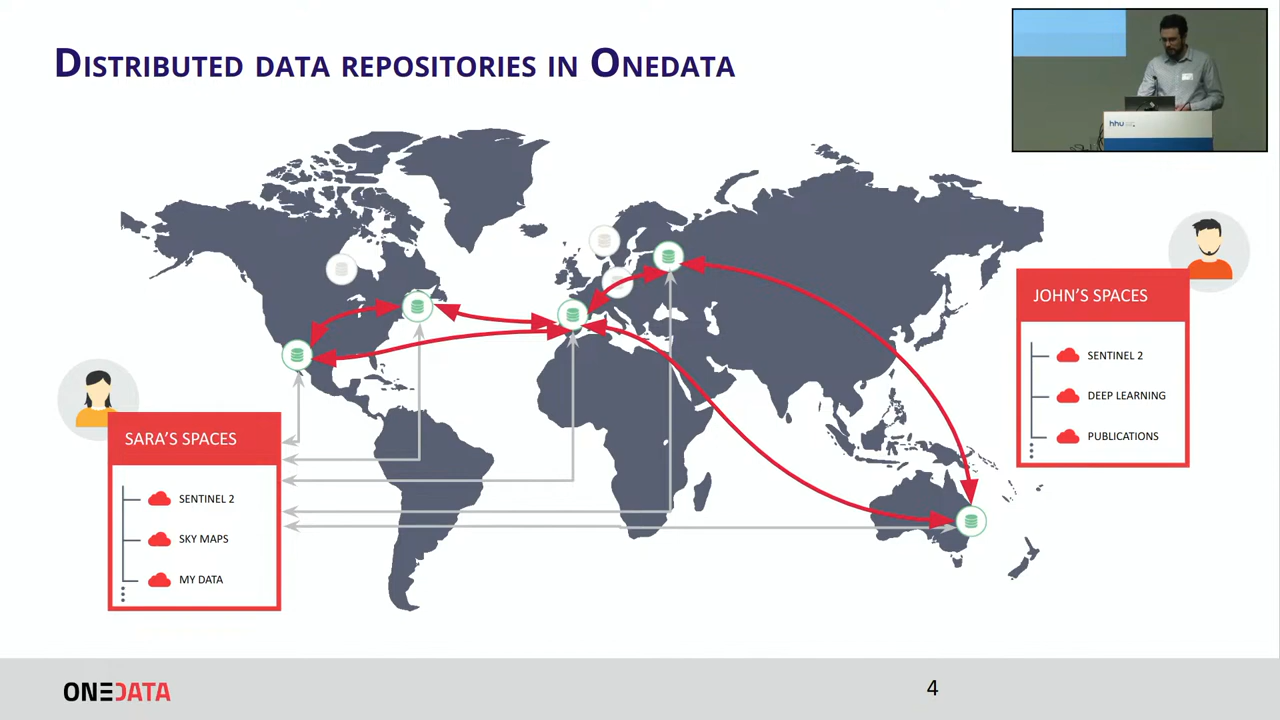 DISTRIBUTED DATA REPOSITORIES IN ONEDATA
hhu
JOHN'S SPACES
SENTINEL 2
DEEP LEARNING
PUBLICATIONS
SARA'S SPACES
SENTINEL 2
SKY MAPS
MY DATA
ONEDATA
4